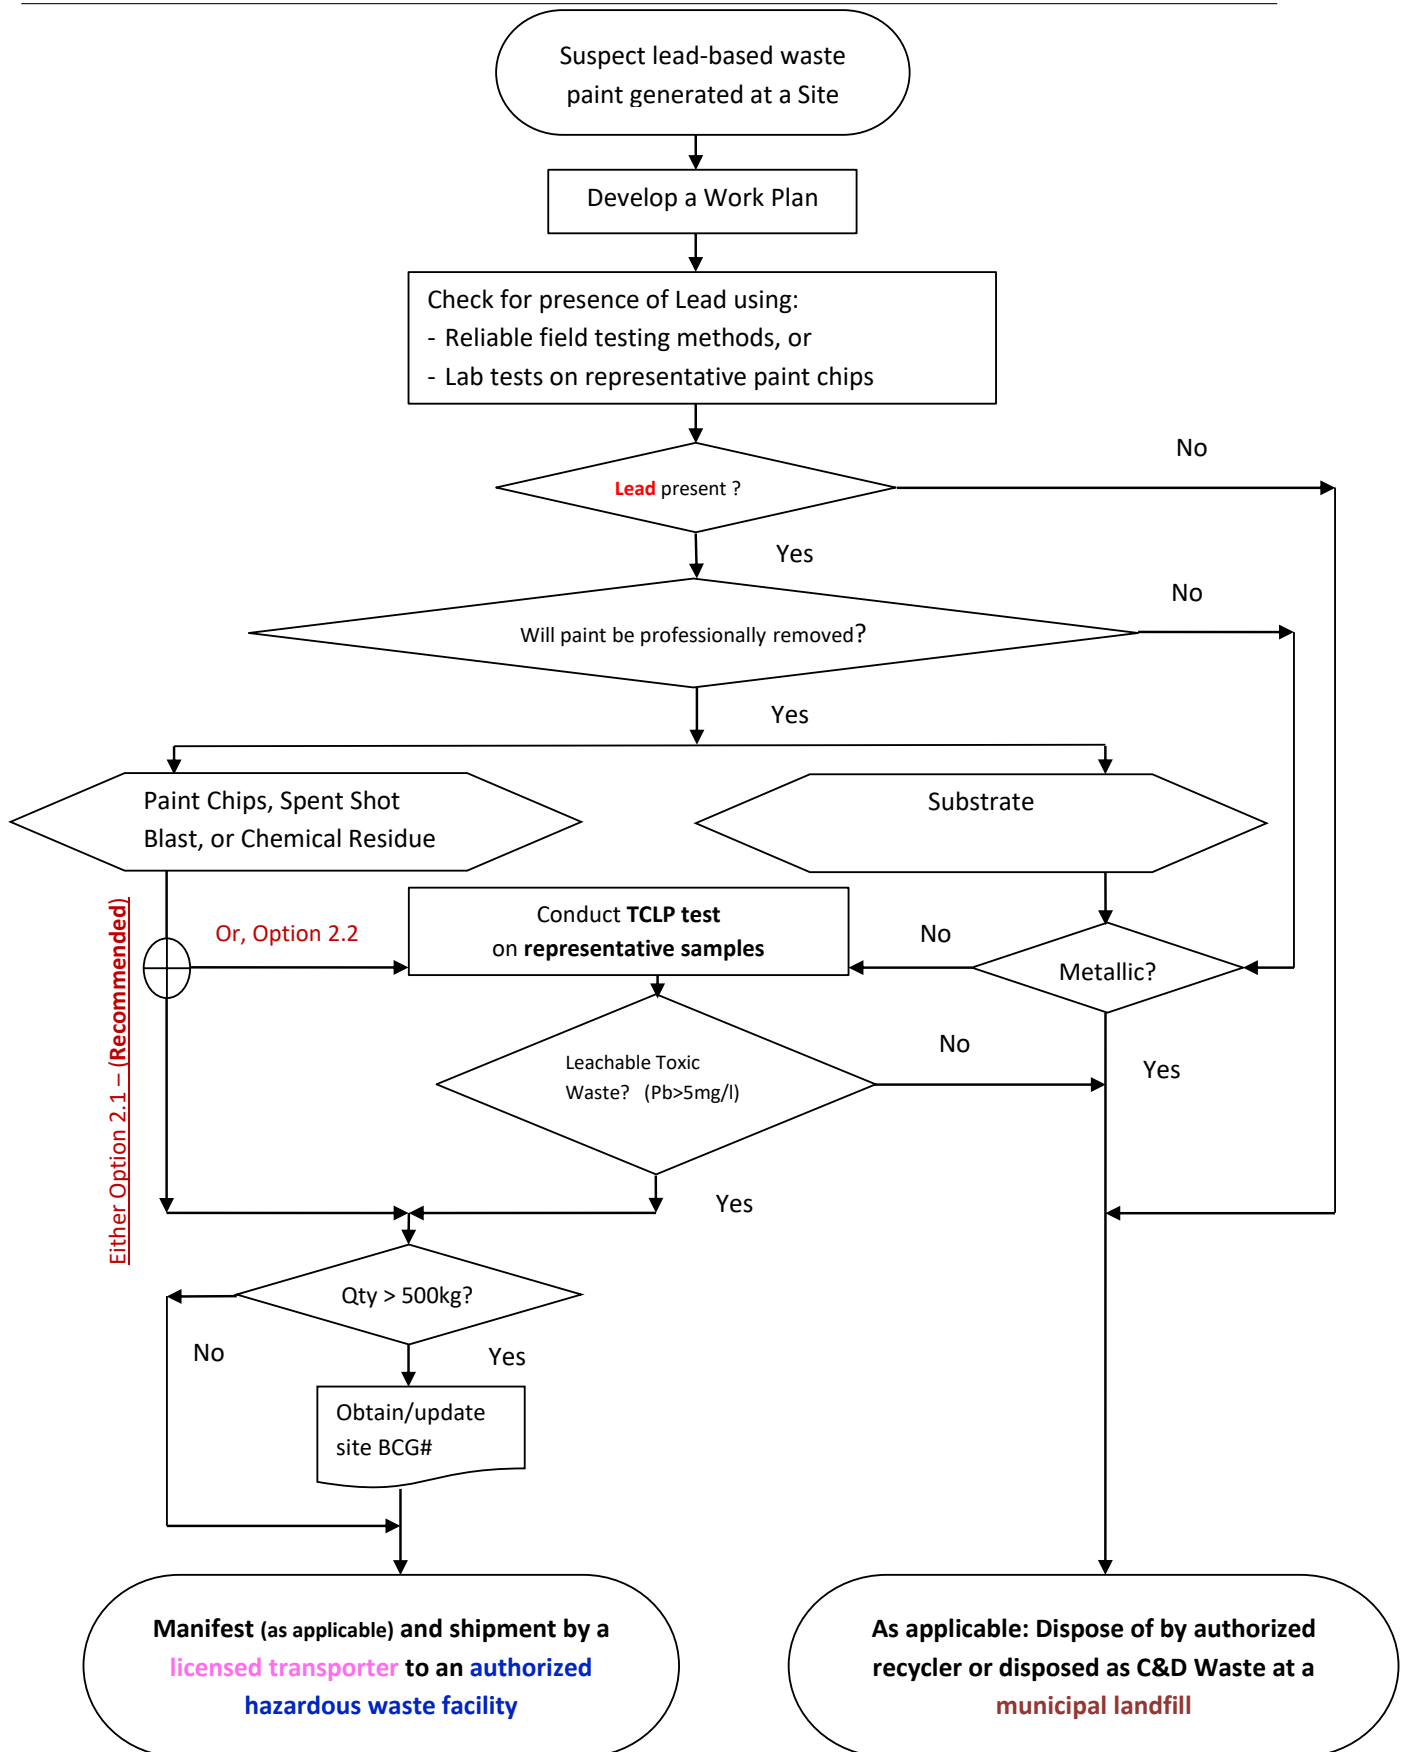 Suspect lead-based waste
paint generated at a Site
Develop a Work Plan
Check for presence of Lead using:
- Reliable field testing methods, or
- Lab tests on representative paint chips
No
Lead present ?
Yes
No
Will paint be professionally removed?
Yes
Paint Chips, Spent Shot
Blast, or Chemical Residue
Substrate
Either Option 2.1 – (Recommended)
Or, Option 2.2
Conduct TCLP test
on representative samples
No
Metallic?
No
Leachable Toxic
Waste? (Pb>5mg/l)
Yes
Yes
Qty > 500kg?
No
Yes
Obtain/update
site BCG#
Manifest (as applicable) and shipment by a
licensed transporter to an authorized
hazardous waste facility
As applicable: Dispose of by authorized
recycler or disposed as C&D Waste at a
municipal landfill